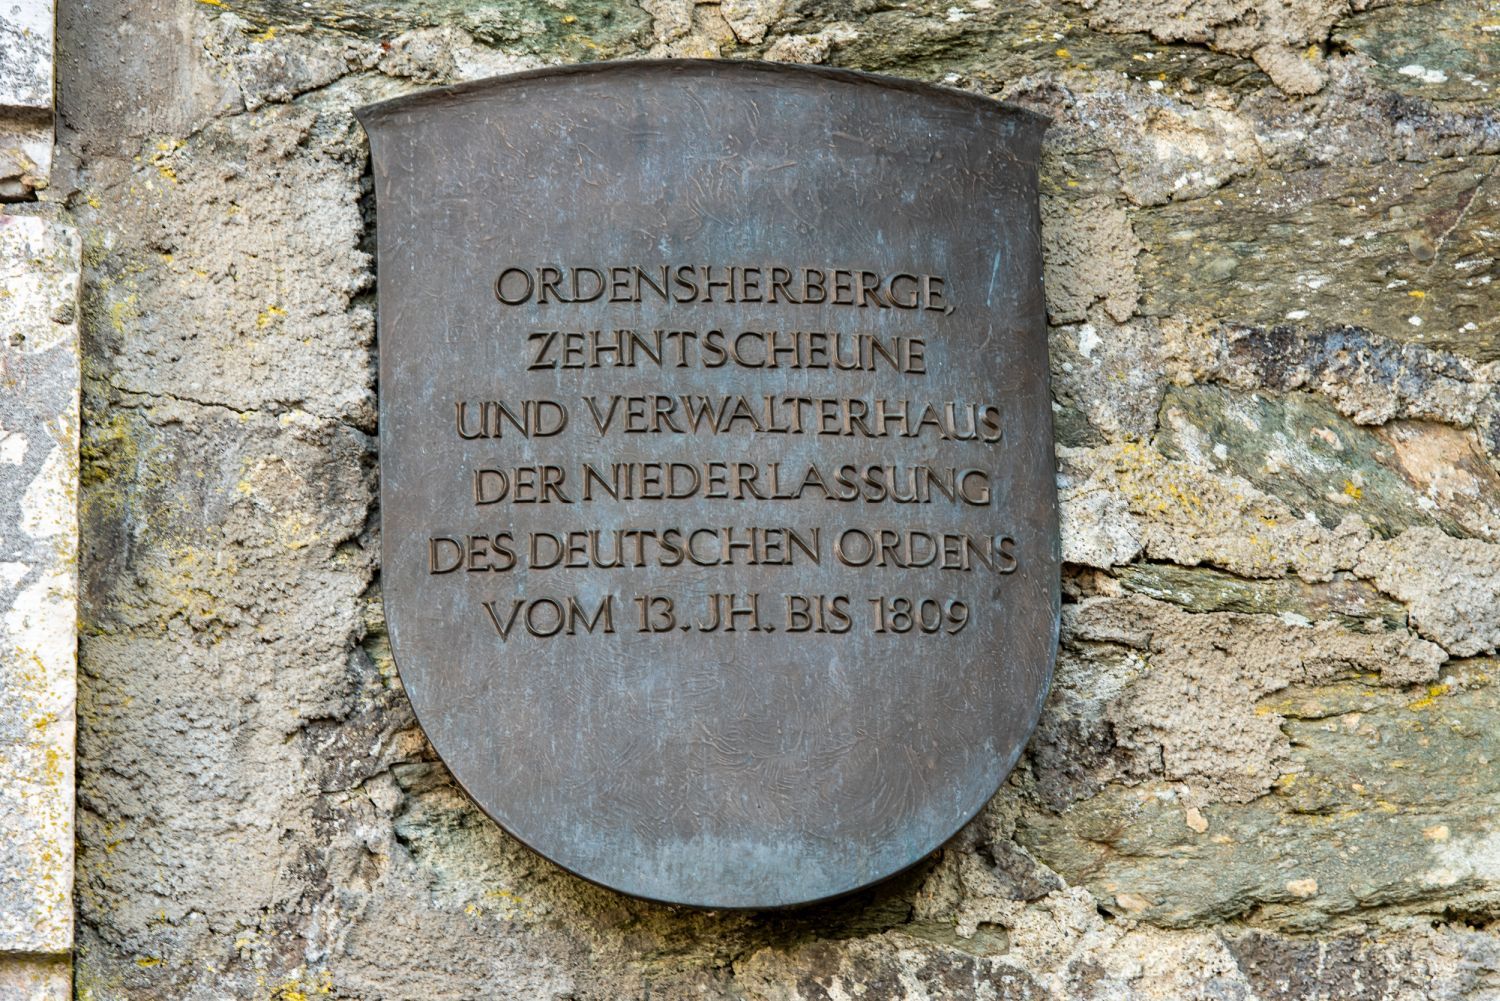 ORDENSHERBERGE,
ZEHNTSCHEUNE
UND VERWALTERHAUS
DER NIEDERLASSUNG
DES DEUTSCHEN ORDENS
VOM 13. JH. BIS 1809